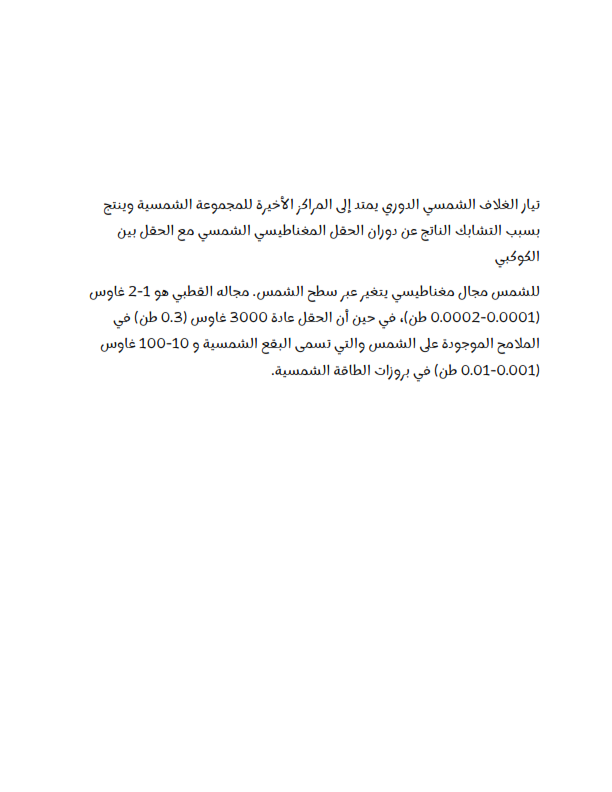 تيار الغلاف الشمسي الدوري يمتد إلى المراكز الأخيرة للمجموعة الشمسية وينتج
بسبب التشابك الناتج عن دوران الحقل المغناطيسي الشمسي مع الحقل بين
الكوكبي
للشمس مجال مغناطيسي يتغير عبر سطح الشمس. مجاله القطبي هو 1-2 غاوس
(0.0001-0.0002 طن)، في حين أن الحقل عادة 3000 غاوس (0.3 طن) في
الملامح الموجودة على الشمس والتي تسمى البقع الشمسية و 10-100 غاوس
(0.001-0.01 طن) في بروزات الطاقة الشمسية.